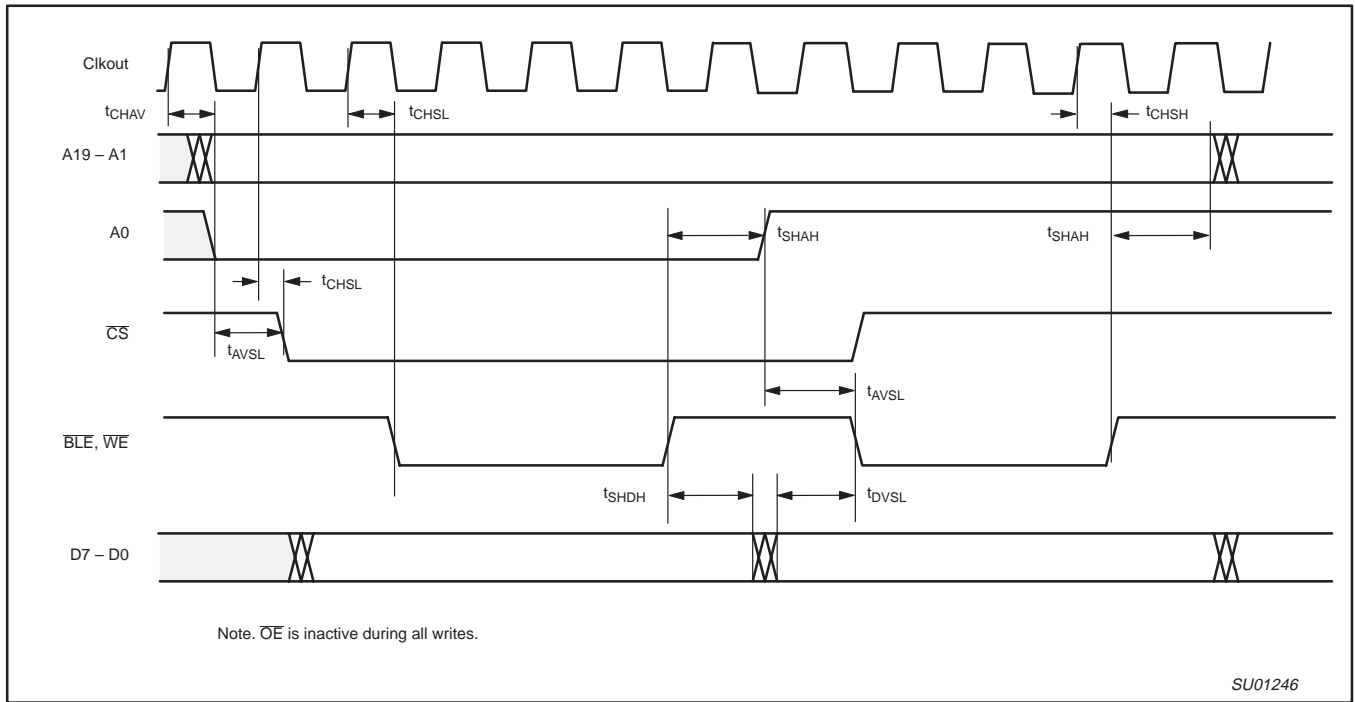 Clkout
tCHAV
tCHSL
tCHSH
A19 – A1
A0
tSHAH
tSHAH
tCHSL
CS
tAVSL
tAVSL
BLE, WE
tSHDH
tDVSL
D7 – D0
Note. OE is inactive during all writes.
SU01246